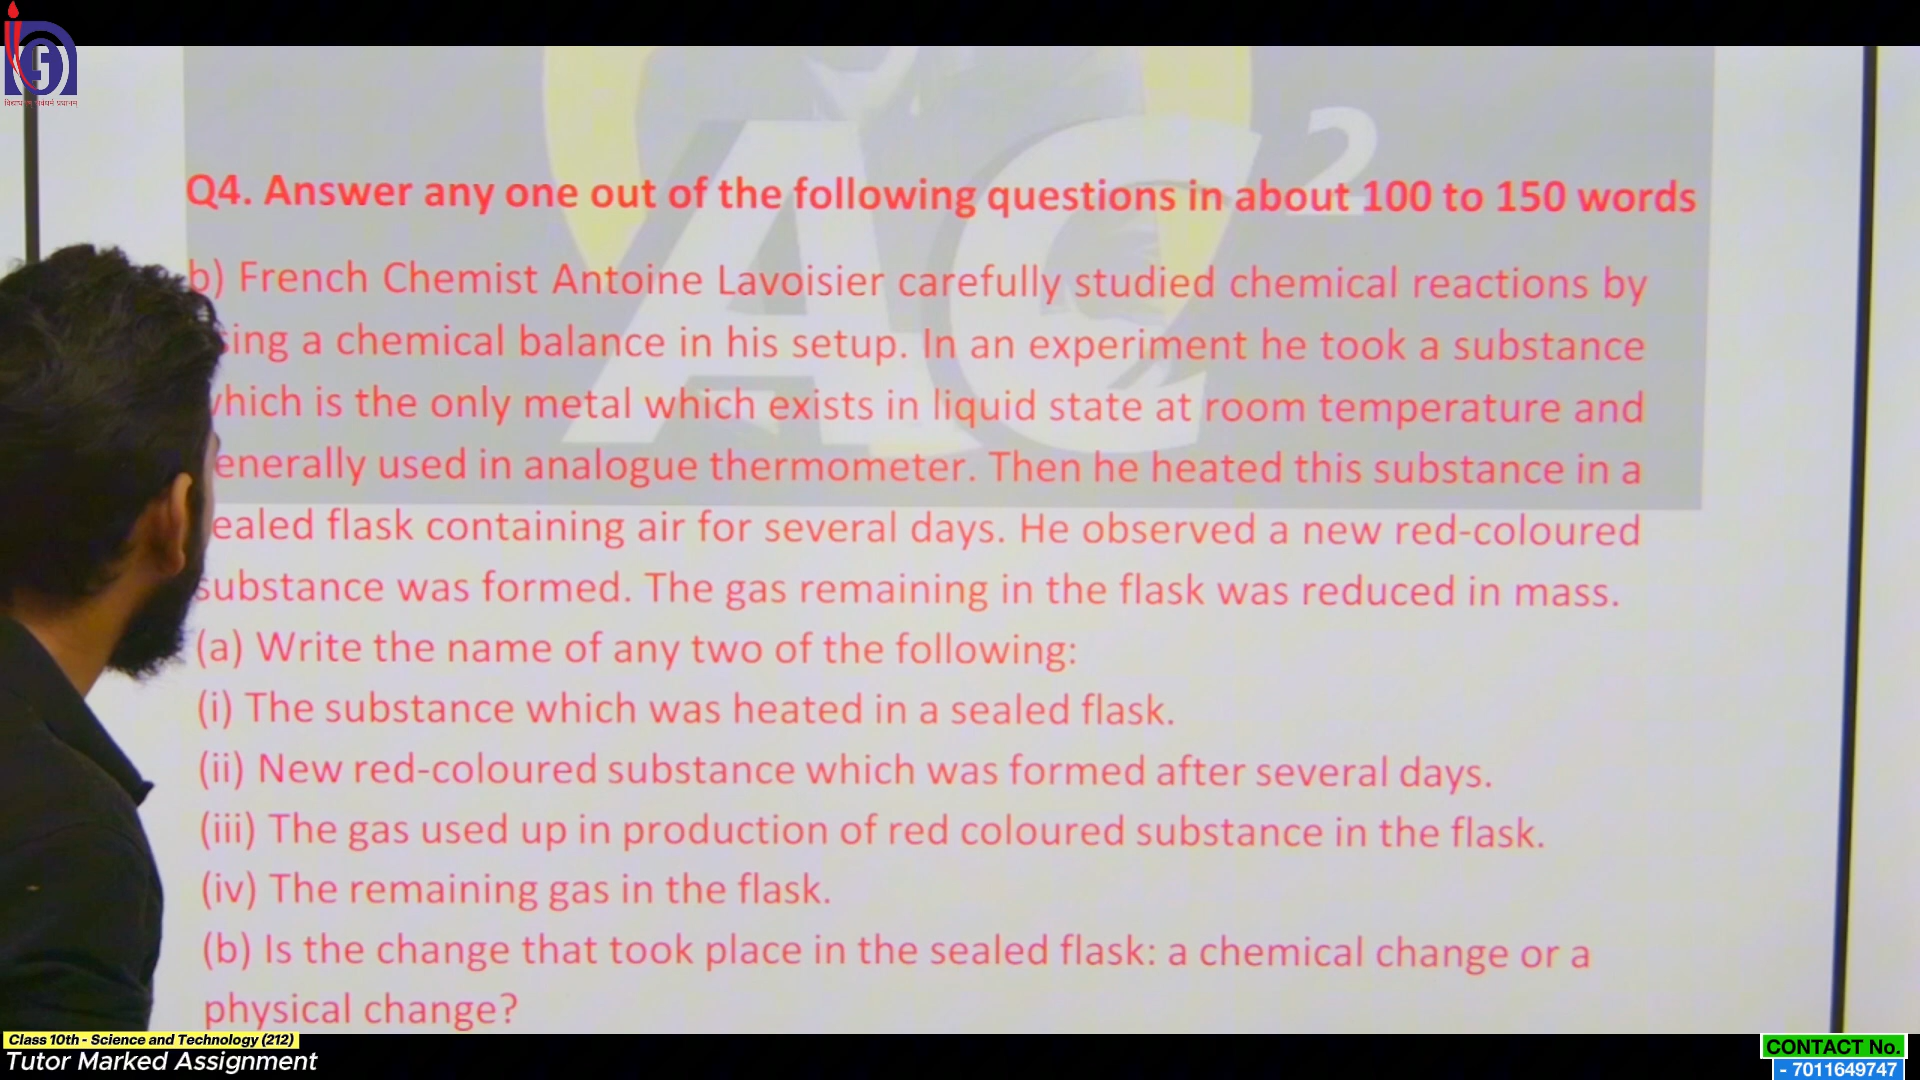 Q4. Answer any one out of the following questions in about 100 to 150 words
b) French Chemist Antoine Lavoisier carefully studied chemical reactions by
sing a chemical balance in his setup. In an experiment he took a substance
which is the only metal which exists in liquid state at room temperature and
enerally used in analogue thermometer. Then he heated this substance in a
ealed flask containing air for several days. He observed a new red-coloured
substance was formed. The gas remaining in the flask was reduced in mass.
(a) Write the name of any two of the following:
(i) The substance which was heated in a sealed flask.
(ii) New red-coloured substance which was formed after several days.
(iii) The gas used up in production of red coloured substance in the flask.
(iv) The remaining gas in the flask.
(b) Is the change that took place in the sealed flask: a chemical change or a
physical change?
AC²
Class 10th - Science and Technology (212)
Tutor Marked Assignment
CONTACT No.
- 7011649747